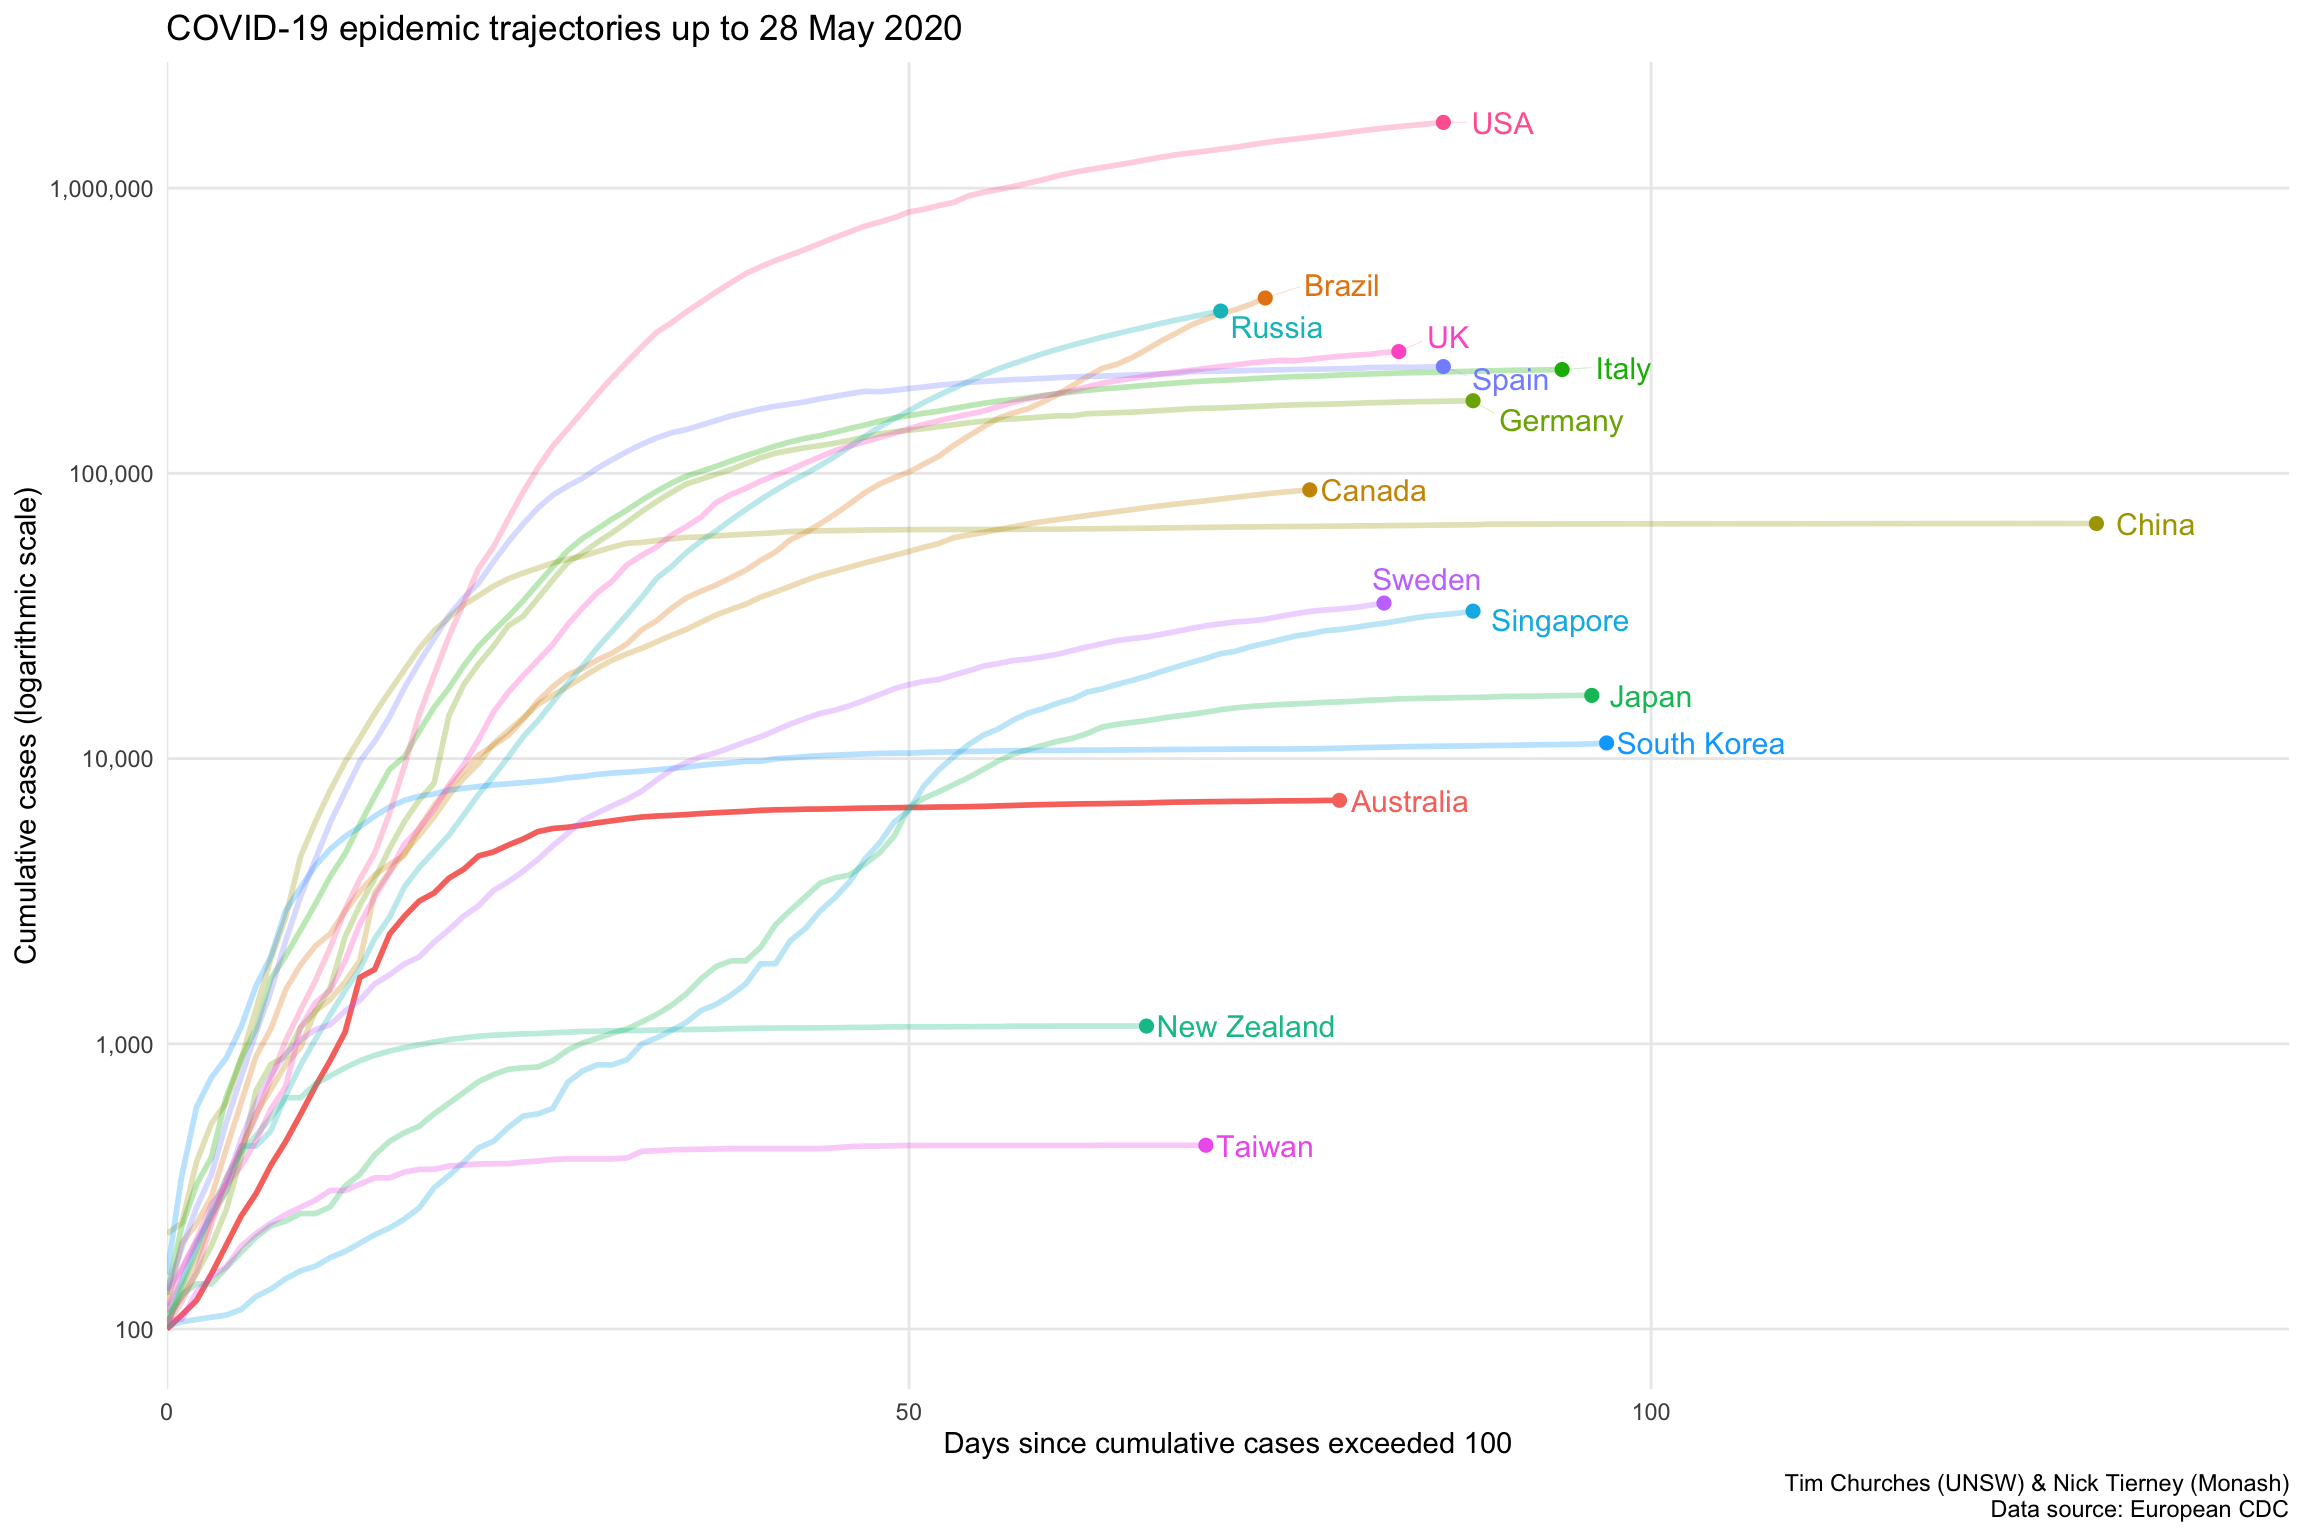 COVID-19 epidemic trajectories up to 28 May 2020
USA
1,000,000
Brazil
Russia
UK
Italy
Spain
Germany
100,000
Canada
China
Sweden
Singapore
Japan
South Korea
10,000
Australia
Cumulative cases (logarithmic scale)
New Zealand
1,000
Taiwan
100
0 50 100
Days since cumulative cases exceeded 100
Tim Churches (UNSW) & Nick Tierney (Monash)
Data source: European CDC